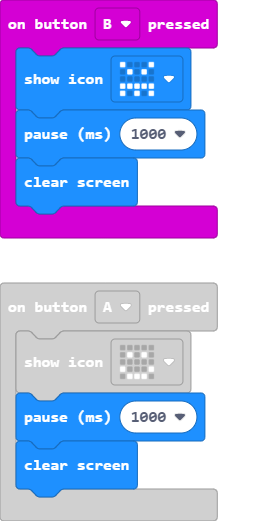 on button B pressed
show icon
pause (ms) 1000
clear screen
on button A pressed
show icon
pause (ms) 1000
clear screen